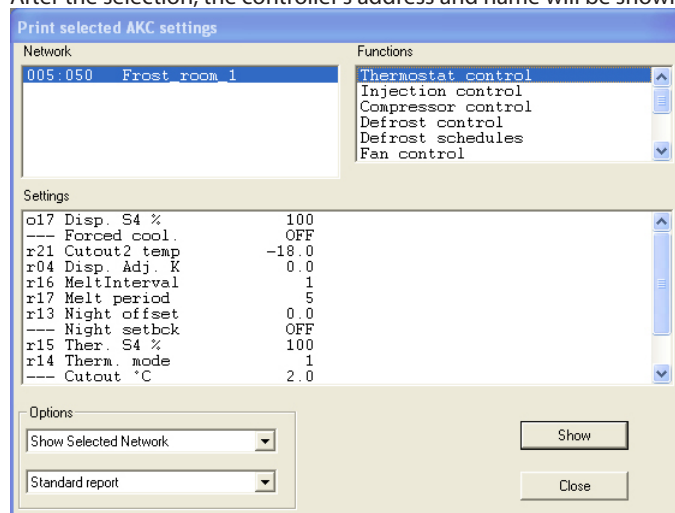 After the selection, the controller's address and name will be shown
Print selected AKC settings
Network
005:050 Frost_room_1
Functions
Thermostat control
Injection control
Compressor control
Defrost control
Defrost schedules
Fan control
Settings
o17 Disp. S4 % 100
--- Forced cool. OFF
r21 Cutout2 temp -18.0
r04 Disp. Adj. K 0.0
r16 MeltInterval 1
r17 Melt period 5
r13 Night offset 0.0
--- Night setbck OFF
r15 Ther. S4 % 100
r14 Therm. mode 1
--- Cutout °C 2.0
Options
Show Selected Network
Standard report
Show
Close